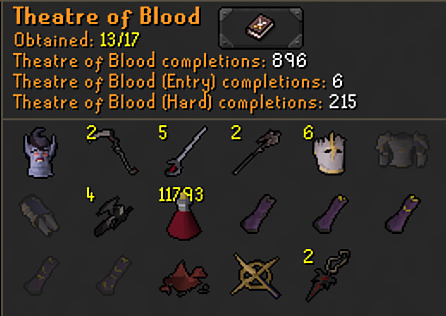 Theatre of Blood
Obtained: 13/17
Theatre of Blood completions: 896
Theatre of Blood (Entry) completions: 6
Theatre of Blood (Hard) completions: 215
2 5 2 6
4 11793
2